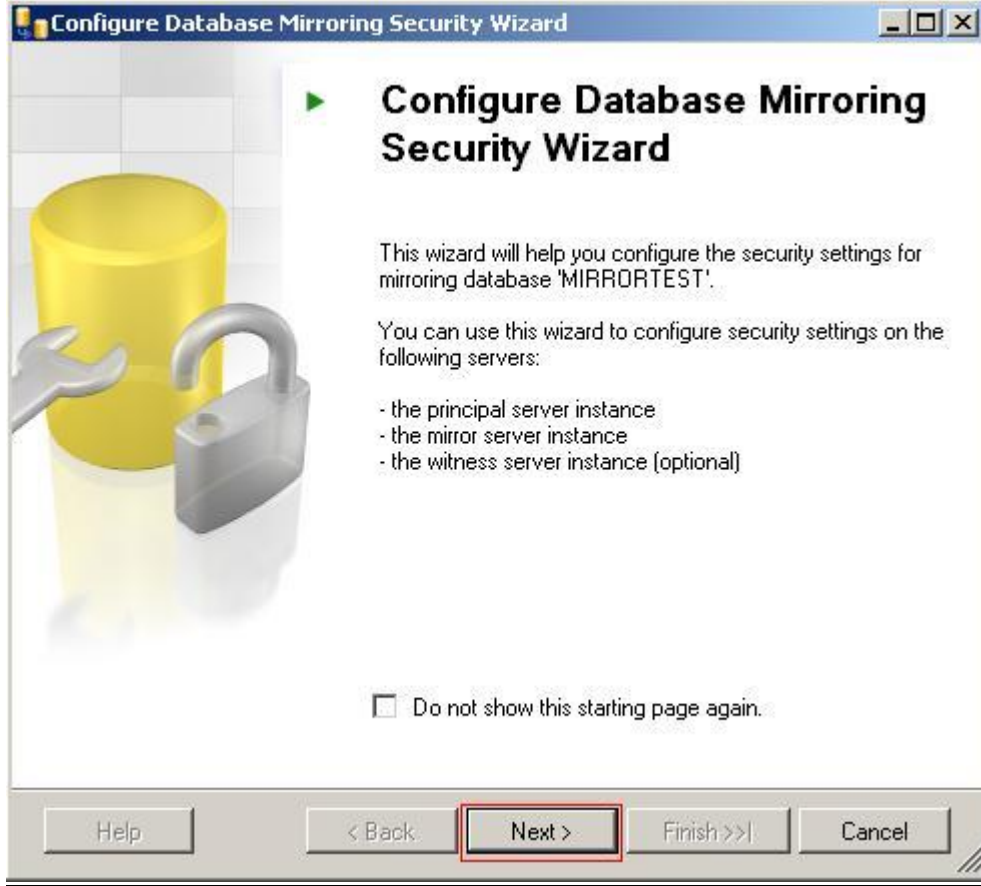 Configure Database Mirroring Security Wizard
Configure Database Mirroring
Security Wizard
This wizard will help you configure the security settings for
mirroring database 'MIRRORTEST'.
You can use this wizard to configure security settings on the
following servers:
- the principal server instance
- the mirror server instance
- the witness server instance (optional)
Do not show this starting page again.
Help
< Back
Next >
Finish >>|
Cancel